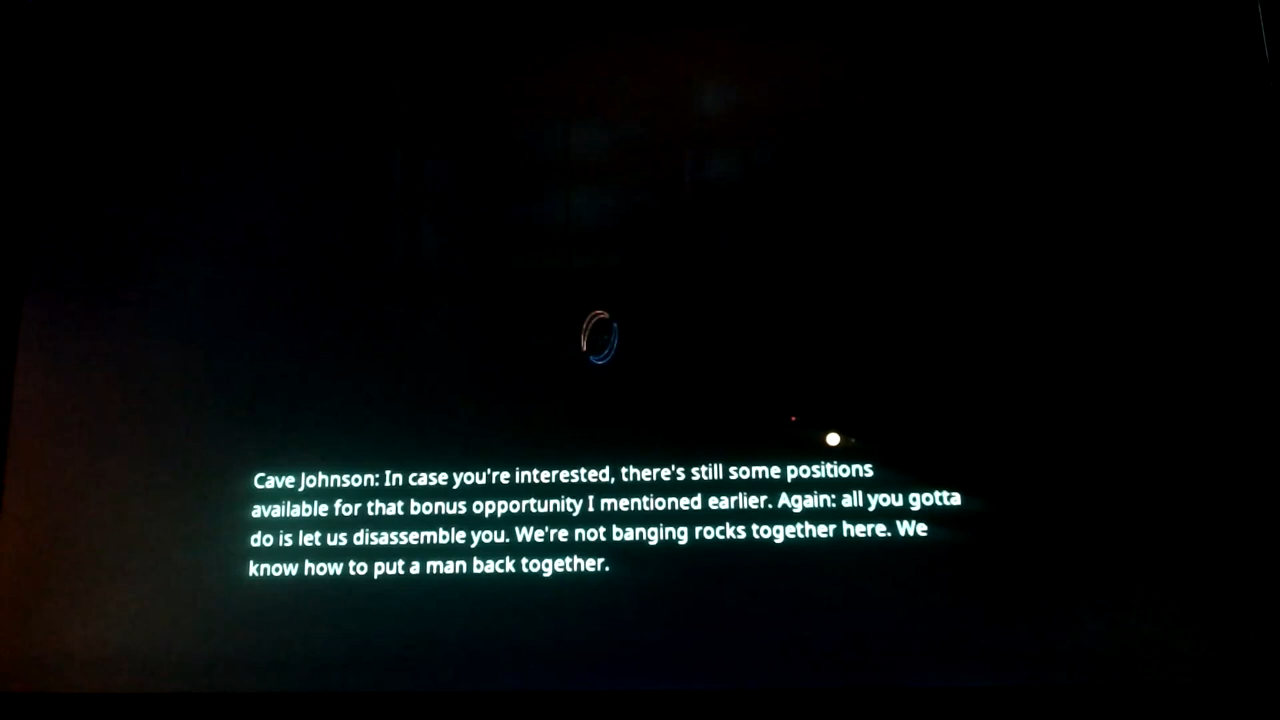 Cave Johnson: In case you're interested, there's still some positions
available for that bonus opportunity I mentioned earlier. Again: all you gotta
do is let us disassemble you. We're not banging rocks together here. We
know how to put a man back together.